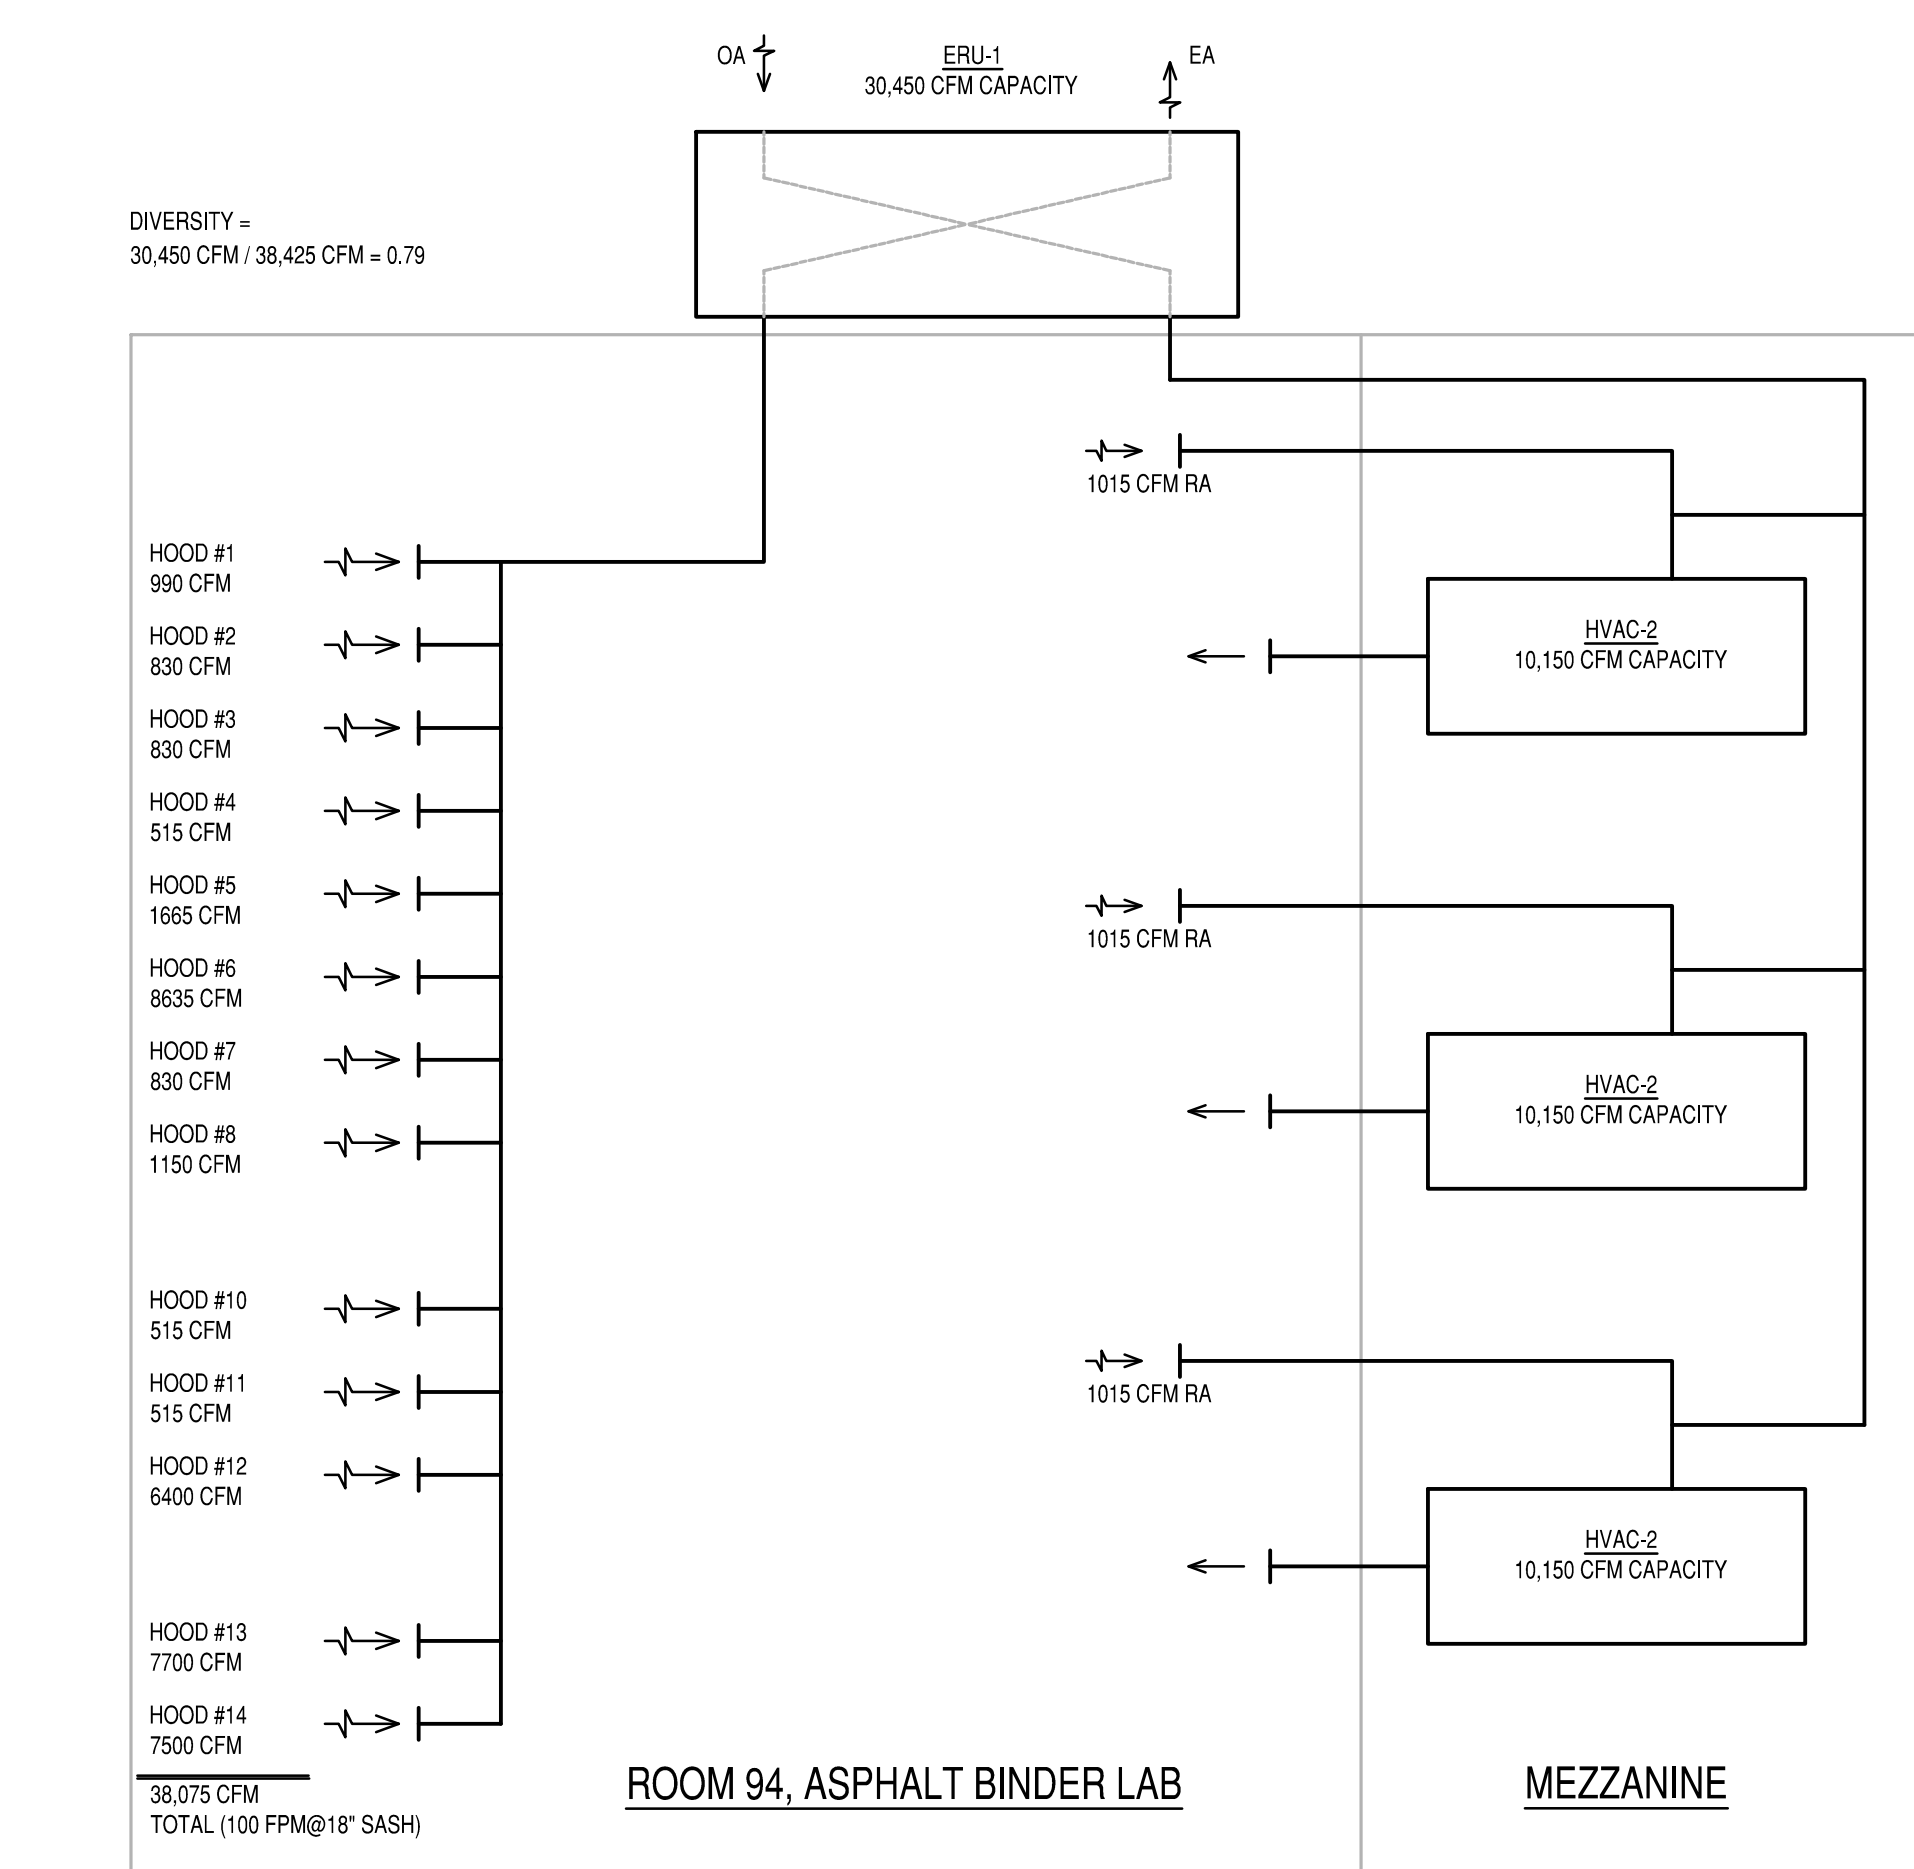 OA
ERU-1
30,450 CFM CAPACITY
EA
DIVERSITY =
30,450 CFM / 38,425 CFM = 0.79
1015 CFM RA
HOOD #1
990 CFM
HOOD #2
830 CFM
HOOD #3
830 CFM
HOOD #4
515 CFM
HOOD #5
1665 CFM
HOOD #6
8635 CFM
HOOD #7
830 CFM
HOOD #8
1150 CFM
HOOD #10
515 CFM
HOOD #11
515 CFM
HOOD #12
6400 CFM
HOOD #13
7700 CFM
HOOD #14
7500 CFM
38,075 CFM
TOTAL (100 FPM@18" SASH)
HVAC-2
10,150 CFM CAPACITY
1015 CFM RA
HVAC-2
10,150 CFM CAPACITY
1015 CFM RA
HVAC-2
10,150 CFM CAPACITY
ROOM 94, ASPHALT BINDER LAB
MEZZANINE